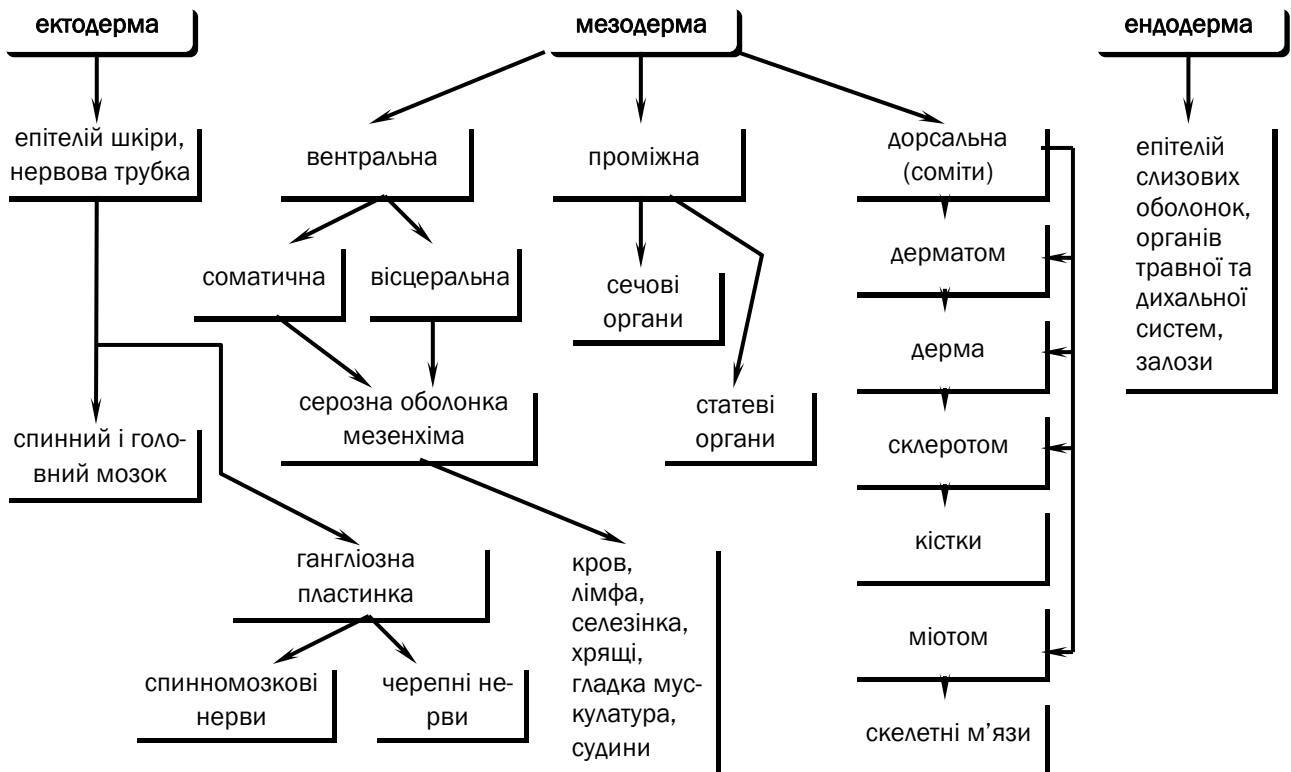 ектодерма
мезодерма
ендодерма
епітелій шкіри,
нервова трубка
вентральна
проміжна
дорсальна
(соміти)
епітелій
слизових
оболонок,
органів
травної та
дихальної
систем,
залози
соматична
вісцеральна
сечові
органи
дерматом
дерма
серозна оболонка
мезенхіма
статеві
органи
склеротом
спинний і голо-
вний мозок
кістки
гангліозна
пластинка
кров,
лімфа,
селезінка,
хрящі,
гладка мус-
кулатура,
судини
міотом
спинномозкові
нерви
черепні не-
рви
скелетні м’язи